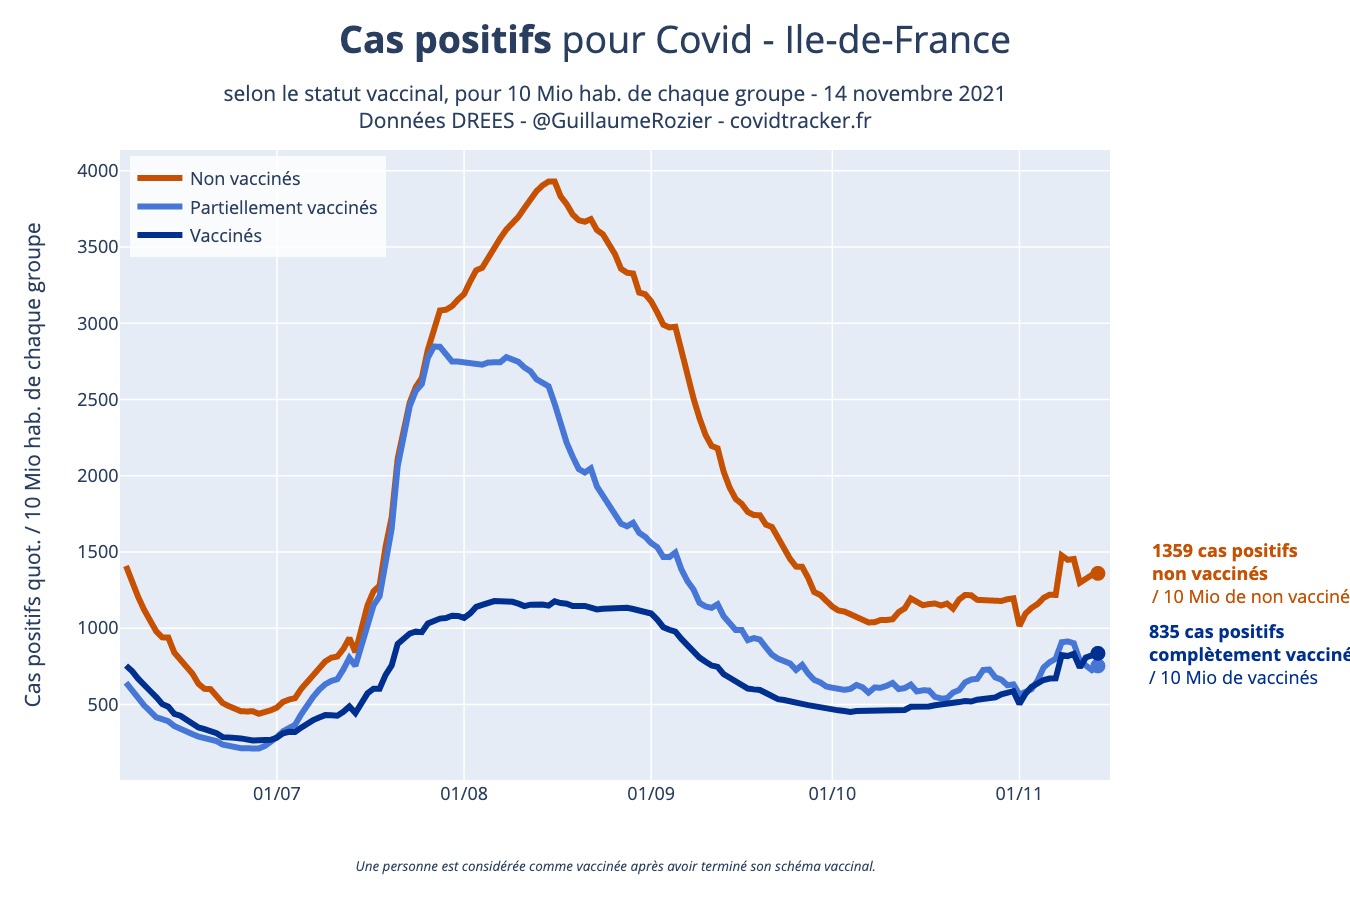 Cas positifs pour Covid - Ile-de-France
selon le statut vaccinal, pour 10 Mio hab. de chaque groupe - 14 novembre 2021
Données DREES - @GuillaumeRozier - covidtracker.fr
Non vaccinés
Partiellement vaccinés
Vaccinés
Cas positifs quot. / 10 Mio hab. de chaque groupe
4000
3500
3000
2500
2000
1500
1000
500
01/07
01/08
01/09
01/10
01/11
1359 cas positifs
non vaccinés
/ 10 Mio de non vacciné
835 cas positifs
complètement vacciné
/ 10 Mio de vaccinés
Une personne est considérée comme vaccinée après avoir terminé son schéma vaccinal.